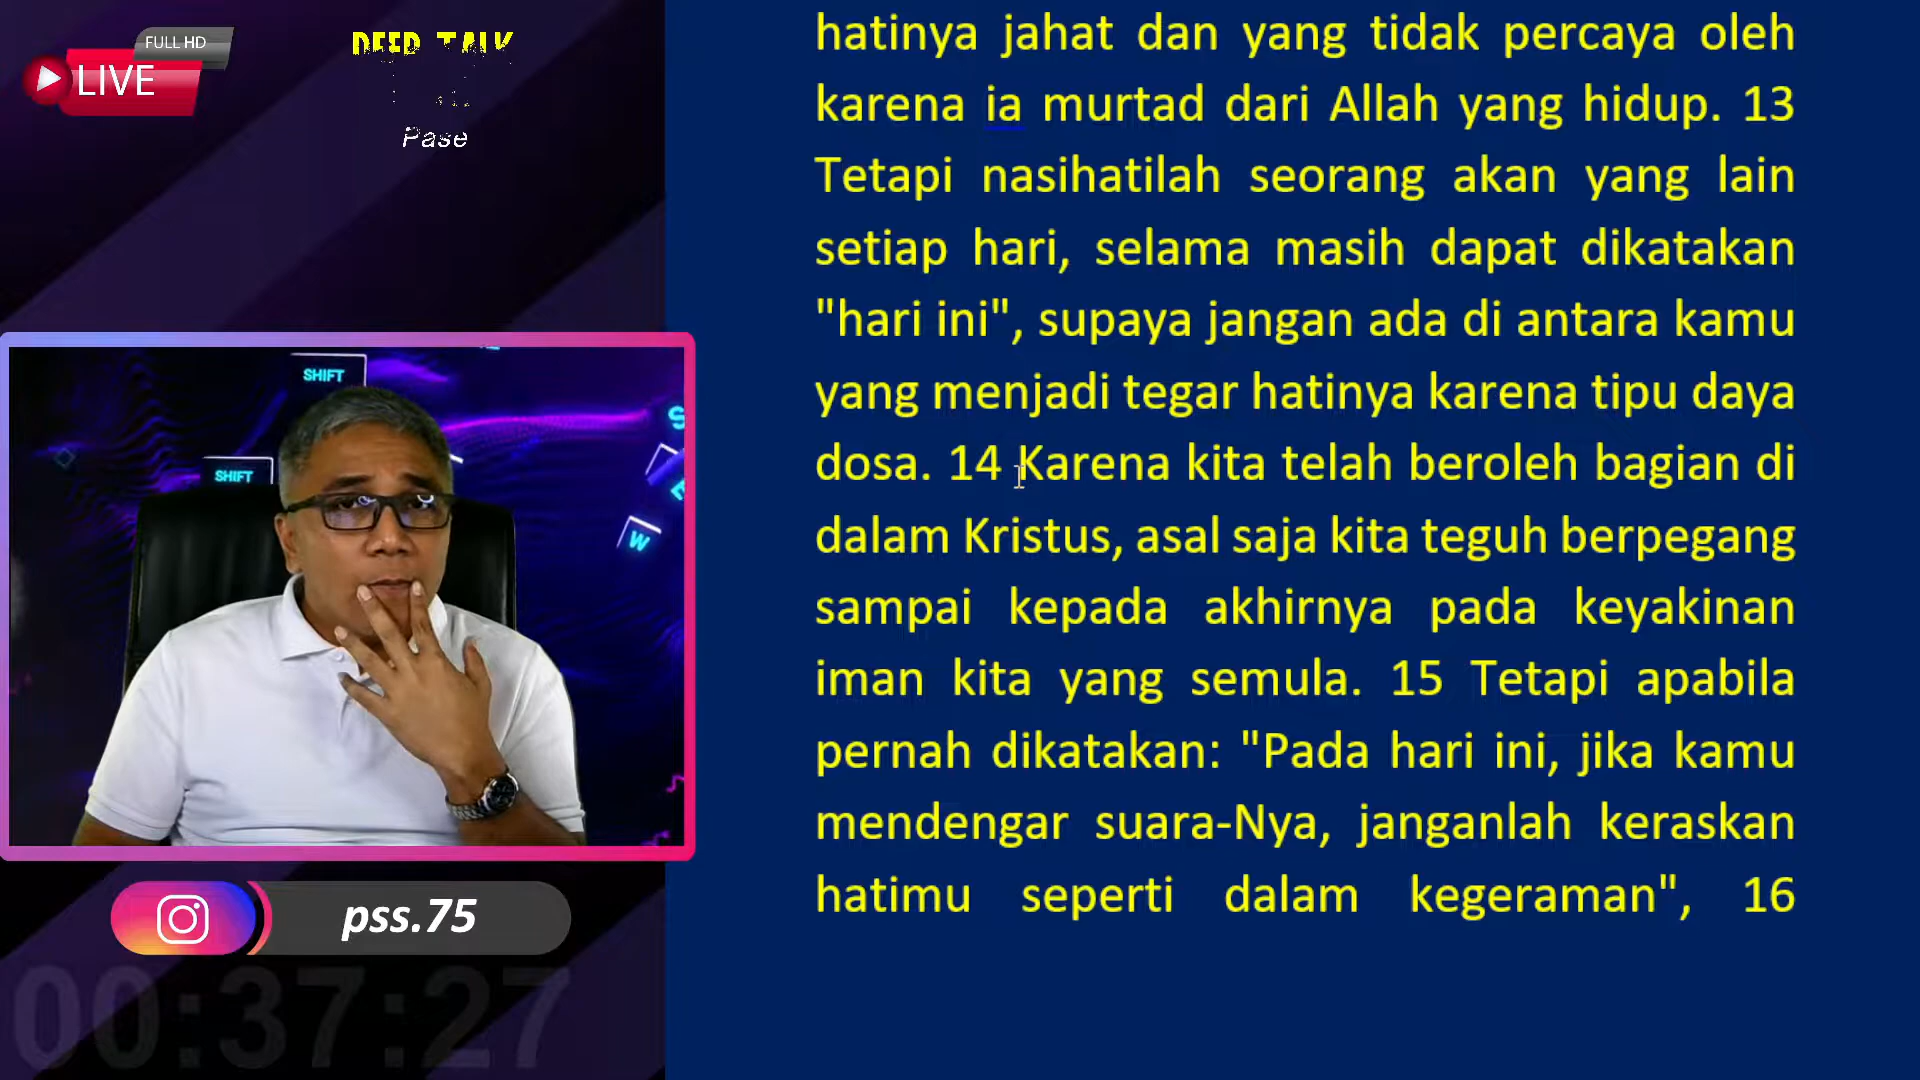 FULL HD
LIVE
DEEP TALK
Pase
SHIFT
SHIFT
S
W
pss.75
00:37:27
hatinya jahat dan yang tidak percaya oleh
karena ia murtad dari Allah yang hidup. 13
Tetapi nasihatilah seorang akan yang lain
setiap hari, selama masih dapat dikatakan
"hari ini", supaya jangan ada di antara kamu
yang menjadi tegar hatinya karena tipu daya
dosa. 14 Karena kita telah beroleh bagian di
dalam Kristus, asal saja kita teguh berpegang
sampai kepada akhirnya pada keyakinan
iman kita yang semula. 15 Tetapi apabila
pernah dikatakan: "Pada hari ini, jika kamu
mendengar suara-Nya, janganlah keraskan
hatimu seperti dalam kegeraman", 16